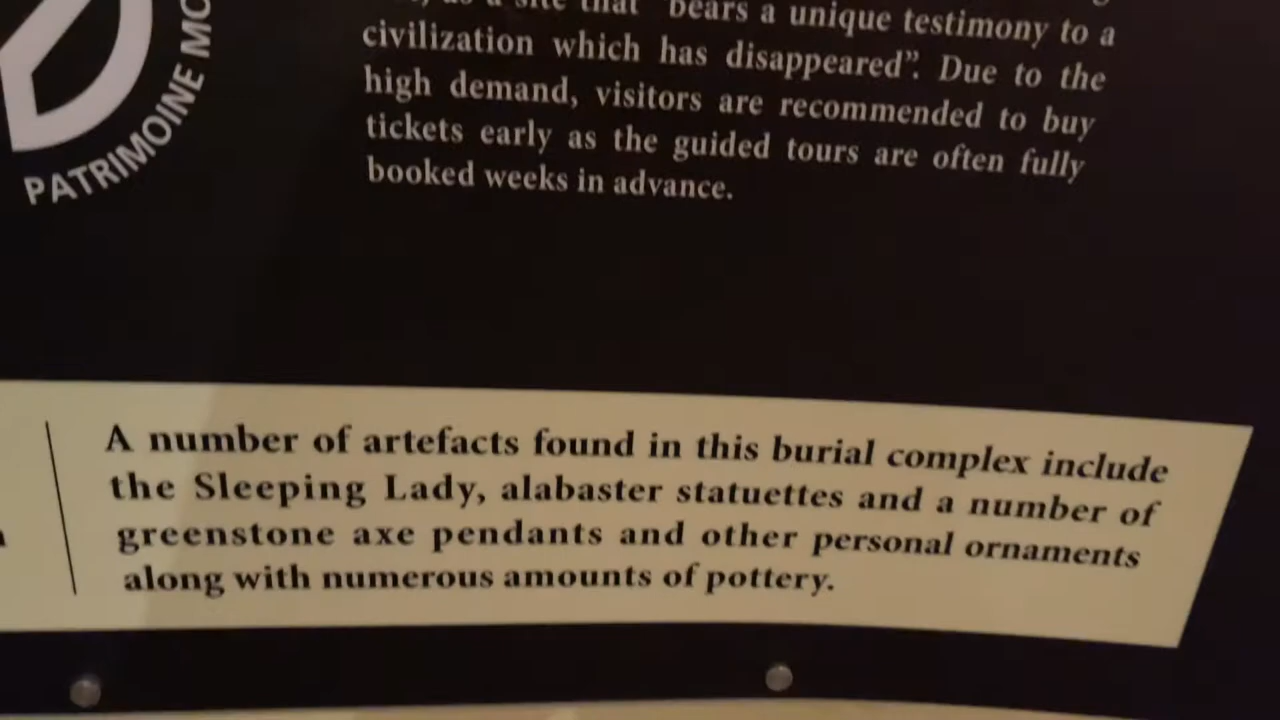 PATRIMOINE MO
as a site that "bears a unique testimony to a
civilization which has disappeared". Due to the
high demand, visitors are recommended to buy
tickets early as the guided tours are often fully
booked weeks in advance.
A number of artefacts found in this burial complex include
the Sleeping Lady, alabaster statuettes and a number of
greenstone axe pendants and other personal ornaments
along with numerous amounts of pottery.